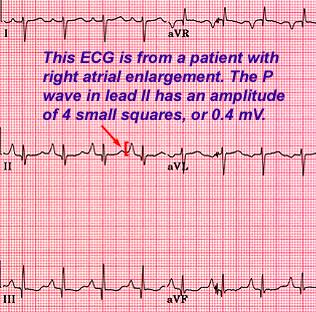 I
aVR
This ECG is from a patient with
right atrial enlargement. The P
wave in lead II has an amplitude
of 4 small squares, or 0.4 mV.
II
aVL
III
aVF